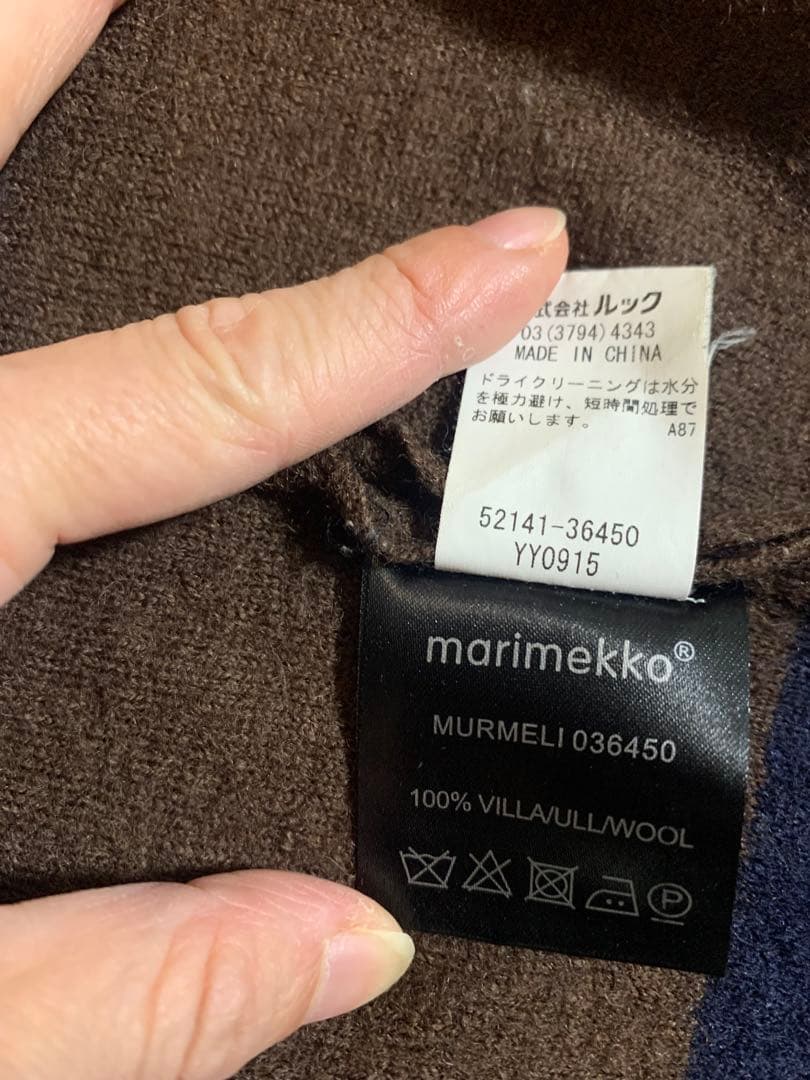 式会社 ルック
03(3794)4343
MADE IN CHINA
ドライクリーニングは水分
を極力避け、短時間処理で
お願いします。 A87
52141-36450
YY0915
marimekko®
MURMELI 036450
100% VILLA/ULL/WOOL
P